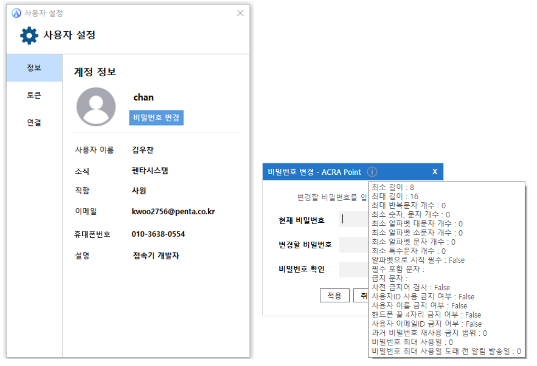 사용자 설정
사용자 설정
정보
토큰
연결
계정 정보
chan
비밀번호 변경
사용자 이름 김우찬
소속 펜타시스템
직함 사원
이메일 kwoo2756@penta.co.kr
휴대폰번호 010-3638-0554
설명 접속기 개발자
비밀번호 변경 - ACRA Point
변경할 비밀번호를 입
현재 비밀번호
변경할 비밀번호
비밀번호 확인
적용
최소 길이 : 8
최대 길이 : 16
최대 반복문자 개수 : 0
최소 숫자, 문자 개수 : 0
최소 알파벳 대문자 개수 : 0
최소 알파벳 소문자 개수 : 0
최소 알파벳 문자 개수 : 0
최소 특수문자 개수 : 0
알파벳으로 시작 필수 : False
필수 포함 문자 :
금지 문자 :
사전 금지어 검사 : False
사용자ID 사용 금지 여부 : False
사용자 이름 금지 여부 : False
핸드폰 끝 4자리 금지 여부 : False
사용자 이메일ID 금지 여부 : False
과거 비밀번호 재사용 금지 범위 : 0
비밀번호 최대 사용일 : 0
비밀번호 최대 사용일 도래 전 알림 발송일 : 0